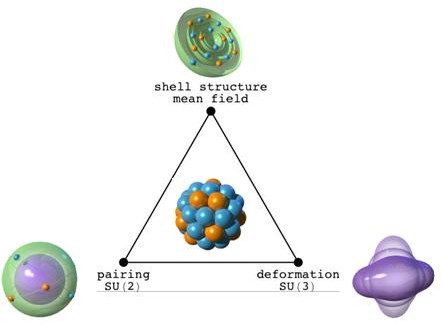 shell structure
mean field
pairing
SU(2)
deformation
SU(3)